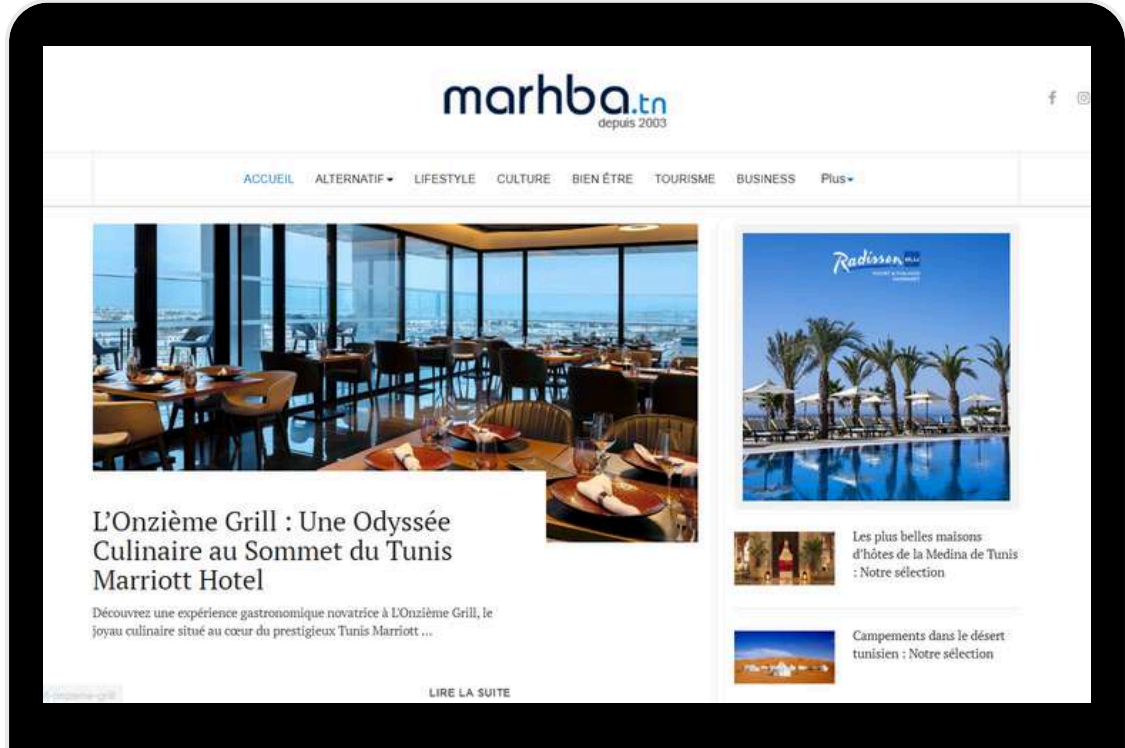 marhba.tn
depuis 2003
ACCUEIL ALTERNATIF LIFESTYLE CULTURE BIEN ÊTRE TOURISME BUSINESS Plus
Radisson BLU
L'Onzième Grill : Une Odyssée
Culinaire au Sommet du Tunis
Marriott Hotel
Découvrez une expérience gastronomique novatrice à L'Onzième Grill, le
joyau culinaire situé au cœur du prestigieux Tunis Marriott ...
LIRE LA SUITE
Les plus belles maisons
d'hôtes de la Medina de Tunis
: Notre sélection
Campements dans le désert
tunisien : Notre sélection